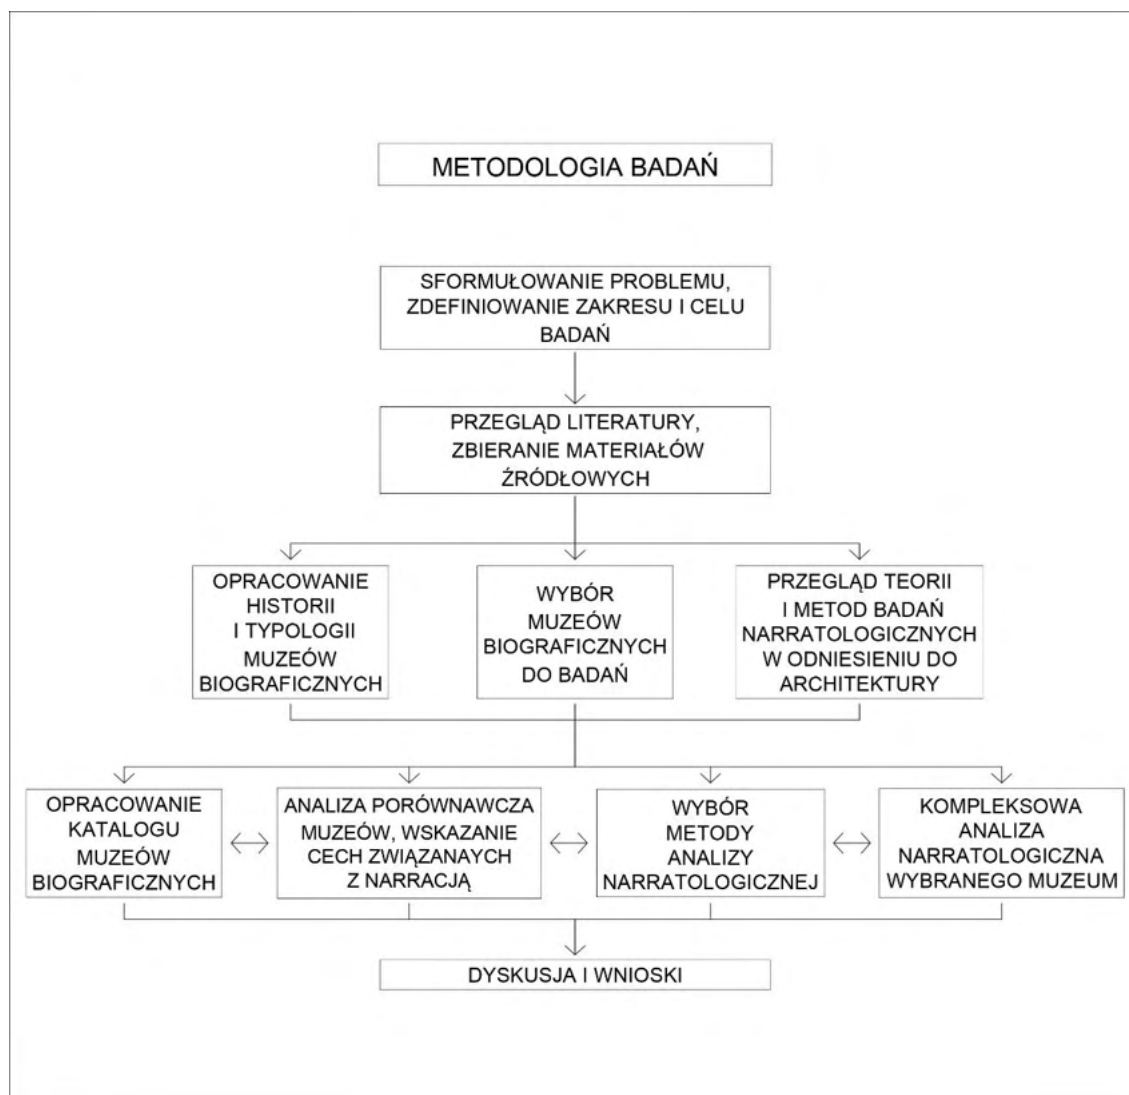 METODOLOGIA BADAŃ
SFORMUŁOWANIE PROBLEMU,
ZDEFINIOWANIE ZAKRESU I CELU
BADAŃ
PRZEGLĄD LITERATURY,
ZBIERANIE MATERIAŁÓW
ŹRÓDŁOWYCH
OPRACOWANIE
HISTORII
I TYPOLOGII
MUZEÓW
BIOGRAFICZNYCH
WYBÓR
MUZEÓW
BIOGRAFICZNYCH
DO BADAŃ
PRZEGLĄD TEORII
I METOD BADAŃ
NARRATOLOGICZNYCH
W ODNIESIENIU DO
ARCHITEKTURY
OPRACOWANIE
KATALOGU
MUZEÓW
BIOGRAFICZNYCH
ANALIZA PORÓWNAWCZA
MUZEÓW, WSKAZANIE
CECH ZWIĄZANAYCH
Z NARRACJĄ
WYBÓR
METODY
ANALIZY
NARRATOLOGICZNEJ
KOMPLEKSOWA
ANALIZA
NARRATOLOGICZNA
WYBRANEGO MUZEUM
DYSKUSJA I WNIOSKI